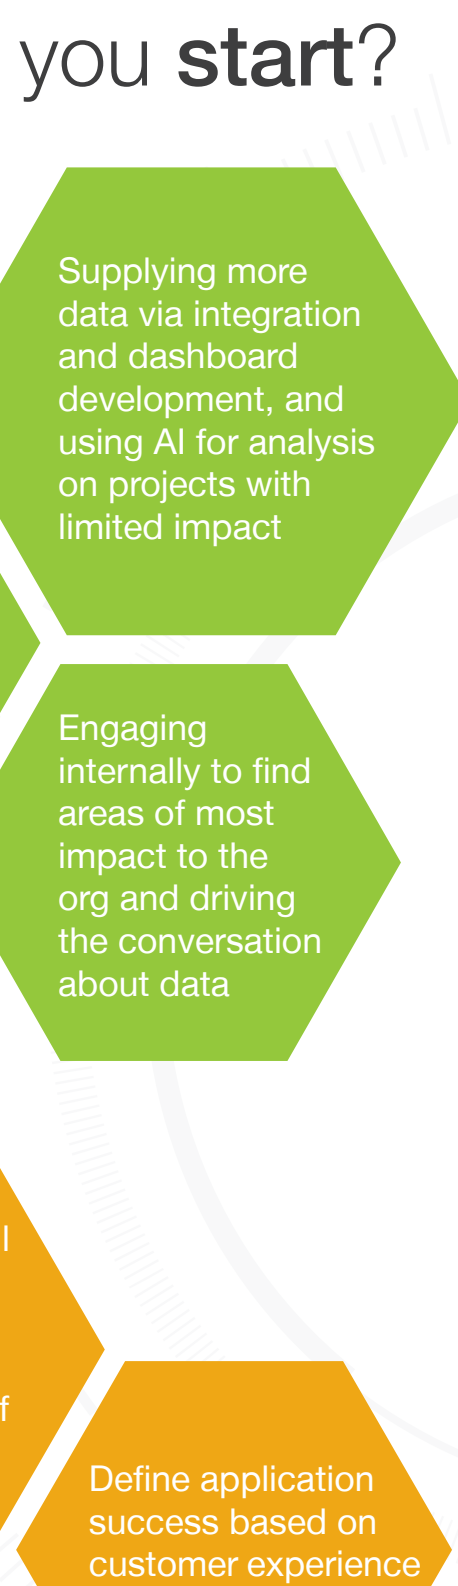 you start?
Supplying more
data via integration
and dashboard
development, and
using AI for analysis
on projects with
limited impact
Engaging
internally to find
areas of most
impact to the
org and driving
the conversation
about data
Define application
success based on
customer experience